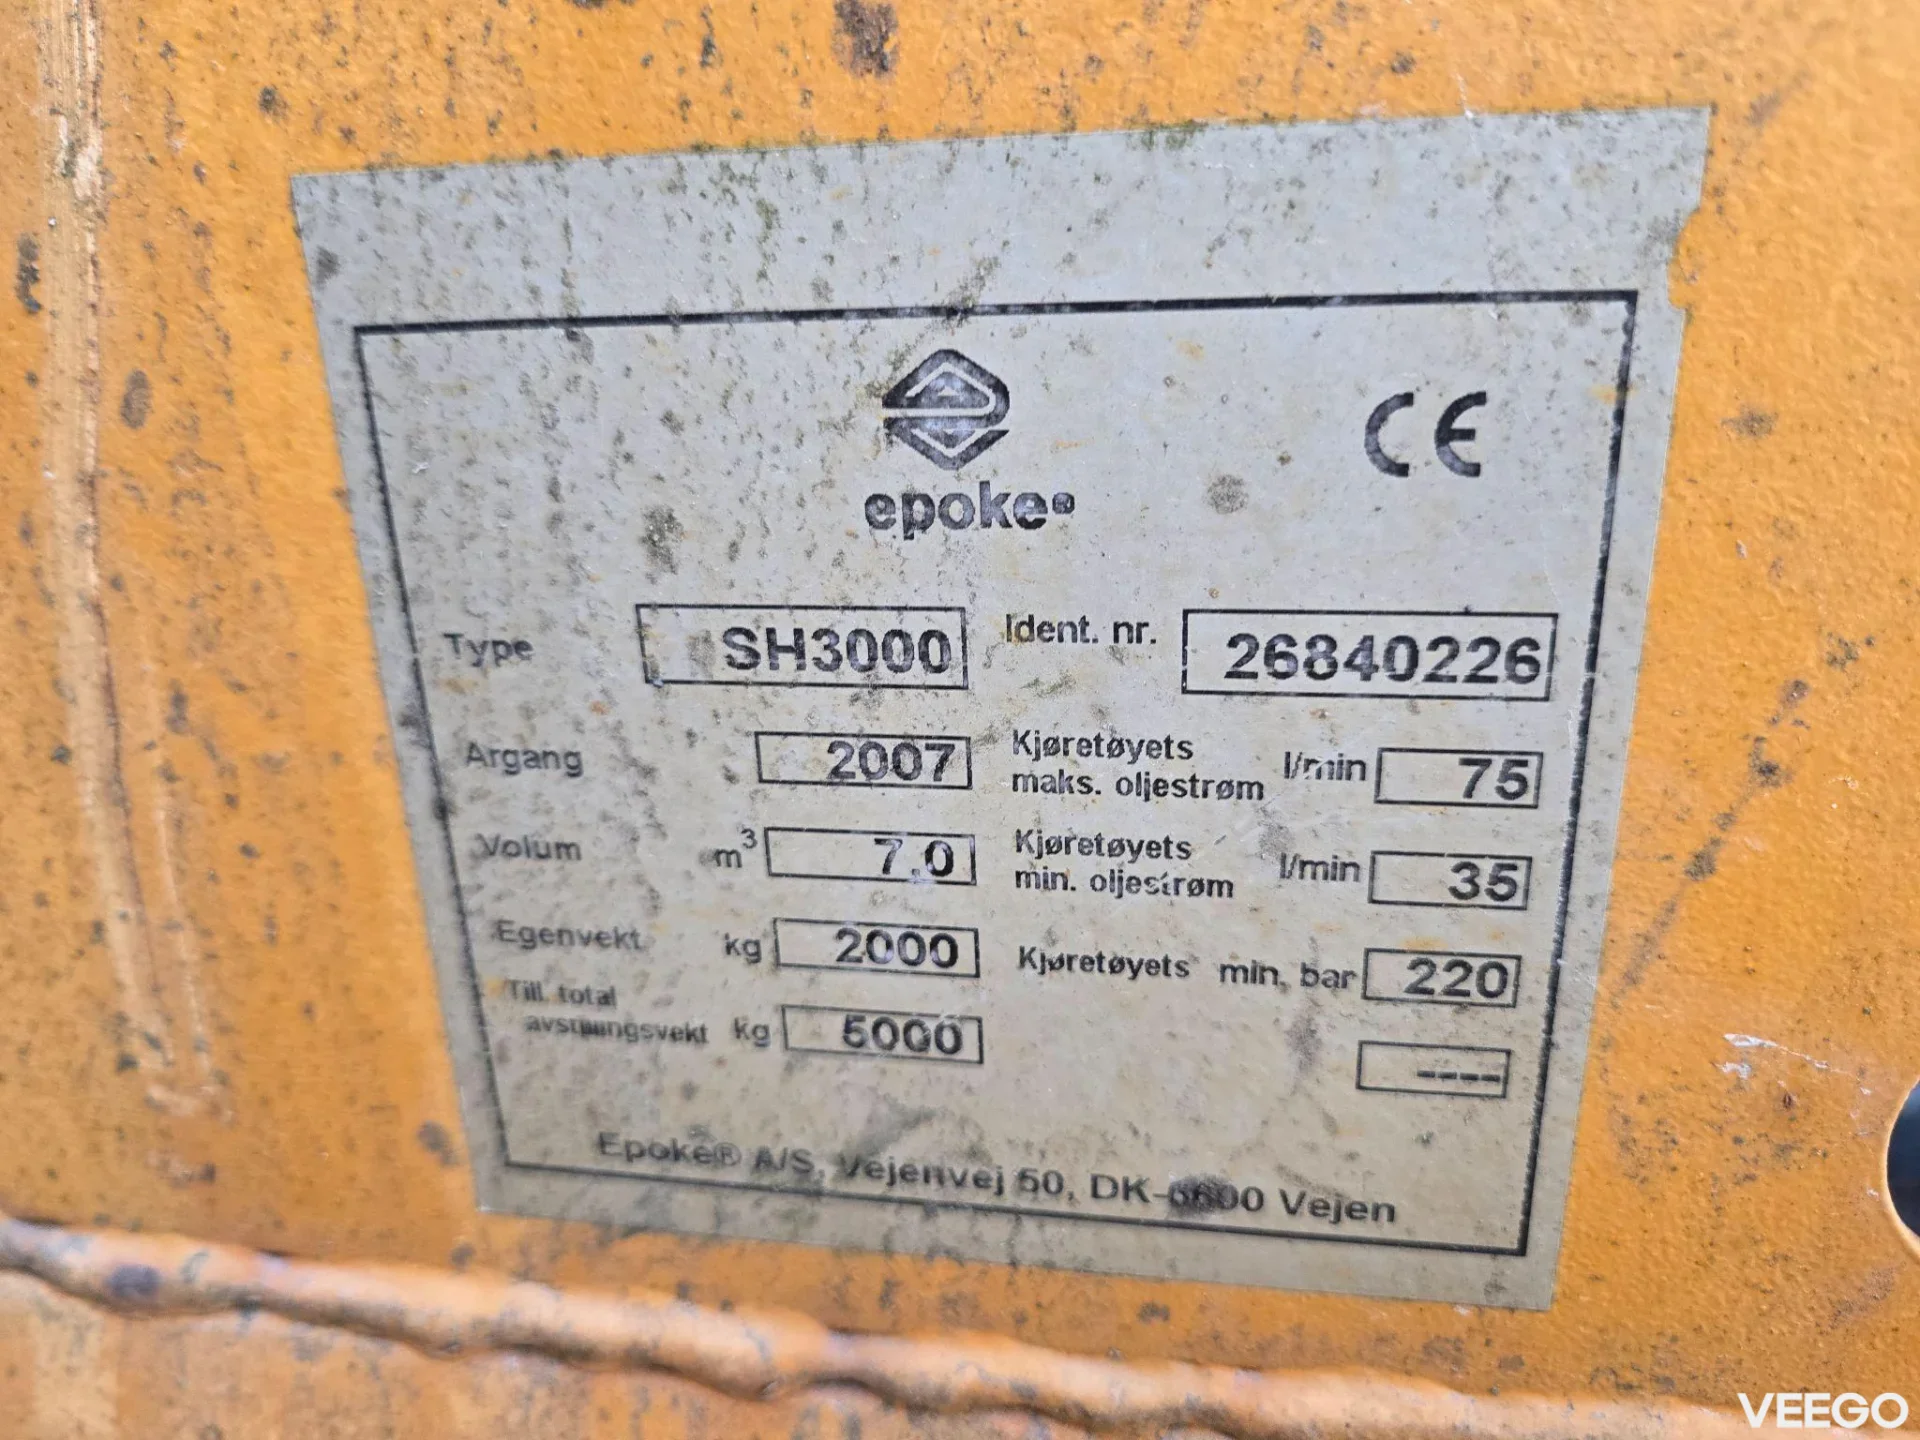 epoke®
CE
Type SH3000 Ident. nr. 26840226
Argang 2007 Kjøretøyets maks. oljestrøm l/min 75
Volum m³ 7.0 Kjøretøyets min. oljestrøm l/min 35
Egenvekt kg 2000 Kjøretøyets min. bar 220
Till. total
avstningsvekt kg 5000 ----
Epoke® A/S, Vejenvej 50, DK-6600 Vejen
VEEGO